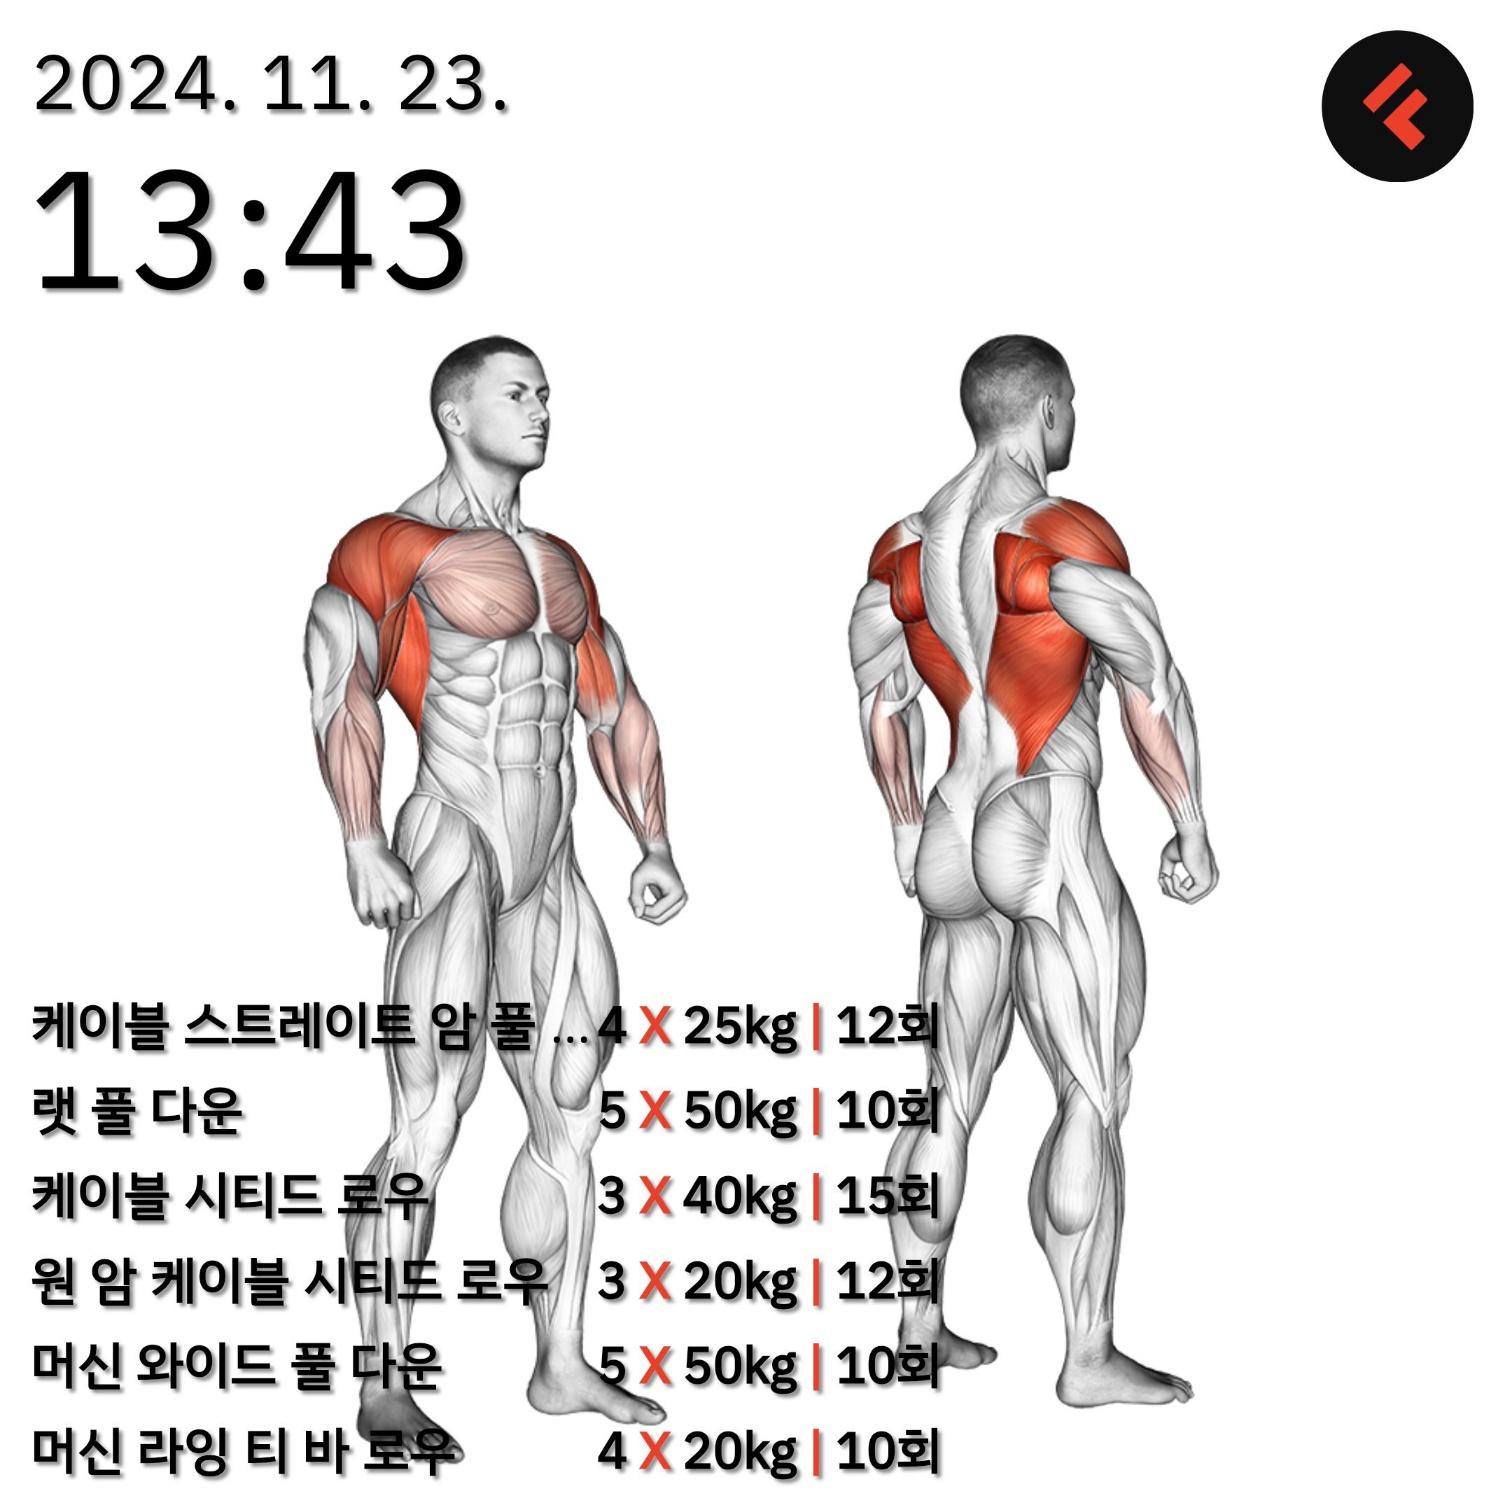 2024. 11. 23.
13:43
케이블 스트레이트 암 풀 ... 4 X 25kg | 12회
랫 풀 다운 5 X 50kg | 10회
케이블 시티드 로우 3 X 40kg | 15회
원 암 케이블 시티드 로우 3 X 20kg | 12회
머신 와이드 풀 다운 5 X 50kg | 10회
머신 라잉 티 바 로우 4 X 20kg | 10회